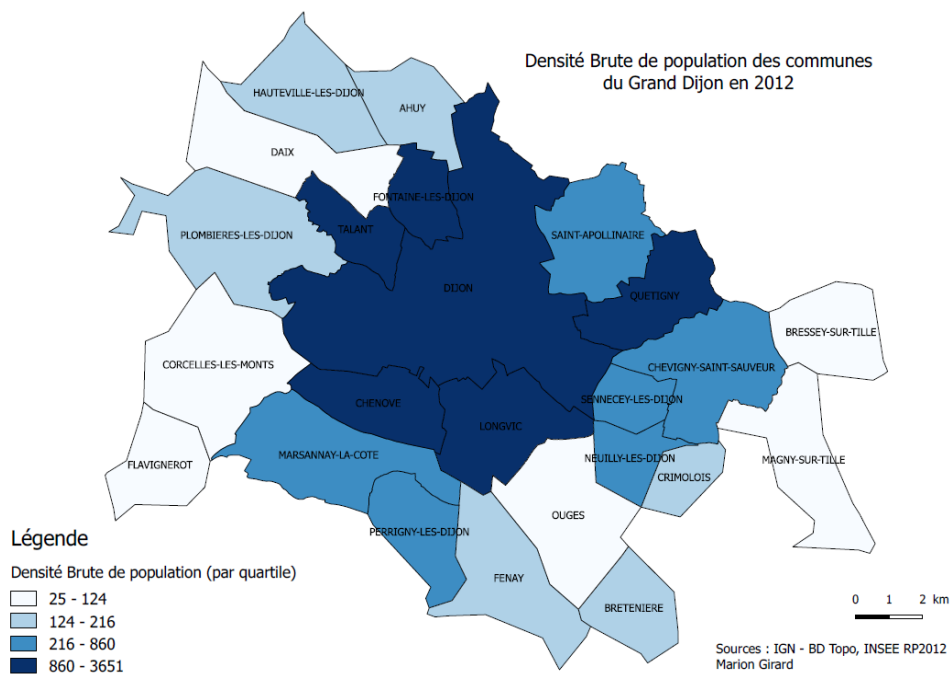 Densité Brute de population des communes
du Grand Dijon en 2012
HAUTEVILLE-LES-DIJON
AHUY
DAIX
FONTAINE-LES-DIJON
TALANT
PLOMBIERES-LES-DIJON
SAINT-APOLLINAIRE
DIJON
QUETIGNY
BRESSEY-SUR-TILLE
CORCELLES-LES-MONTS
CHEVIGNY-SAINT-SAUVEUR
CHENOVE
SENNECEY-LES-DIJON
LONGVIC
MARSANNAY-LA-COTE
NEUILLY-LES-DIJON
MAGNY-SUR-TILLE
FLAVIGNEROT
CRIMOLOIS
OUGES
PERRIGNY-LES-DIJON
FENAY
BRETENIERE
Légende
Densité Brute de population (par quartile)
25 - 124
124 - 216
216 - 860
860 - 3651
0 1 2 km
Sources : IGN - BD Topo, INSEE RP2012
Marion Girard